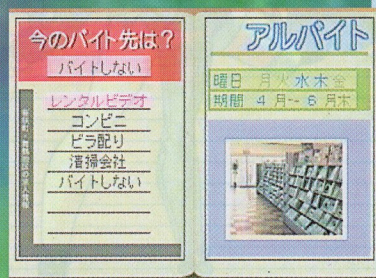 今のバイト先は？
バイトしない
レンタルビデオ
コンビニ
ビラ配り
清掃会社
バイトしない
アルバイト
曜日 月火水木金
期間 4月〜6月末